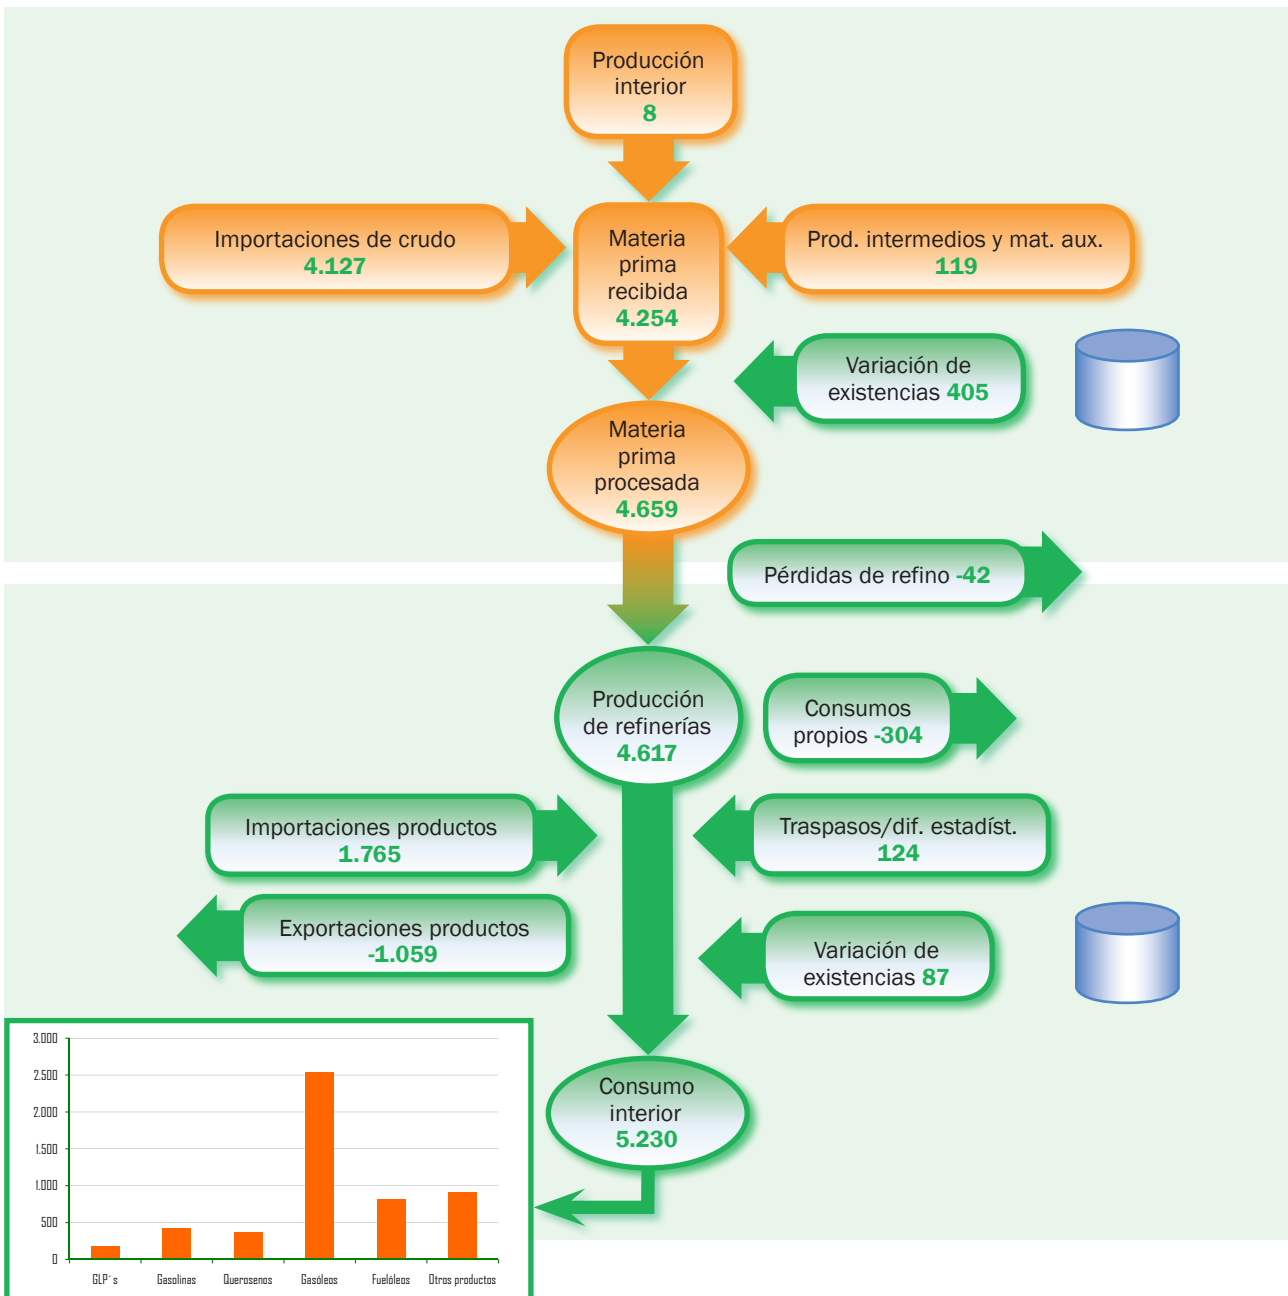 Producción
interior
8
Importaciones de crudo
4.127
Materia
prima
recibida
4.254
Prod. intermedios y mat. aux.
119
Variación de
existencias 405
Materia
prima
procesada
4.659
Pérdidas de refino -42
Producción
de refinerías
4.617
Consumos
propios -304
Importaciones productos
1.765
Traspasos/dif. estadíst.
124
Exportaciones productos
-1.059
Variación de
existencias 87
Consumo
interior
5.230
3.000
2.500
2.000
1.500
1.000
500
0
GLP´s Gasolinas Querosenos Gasóleos Fuelóleos Otros productos